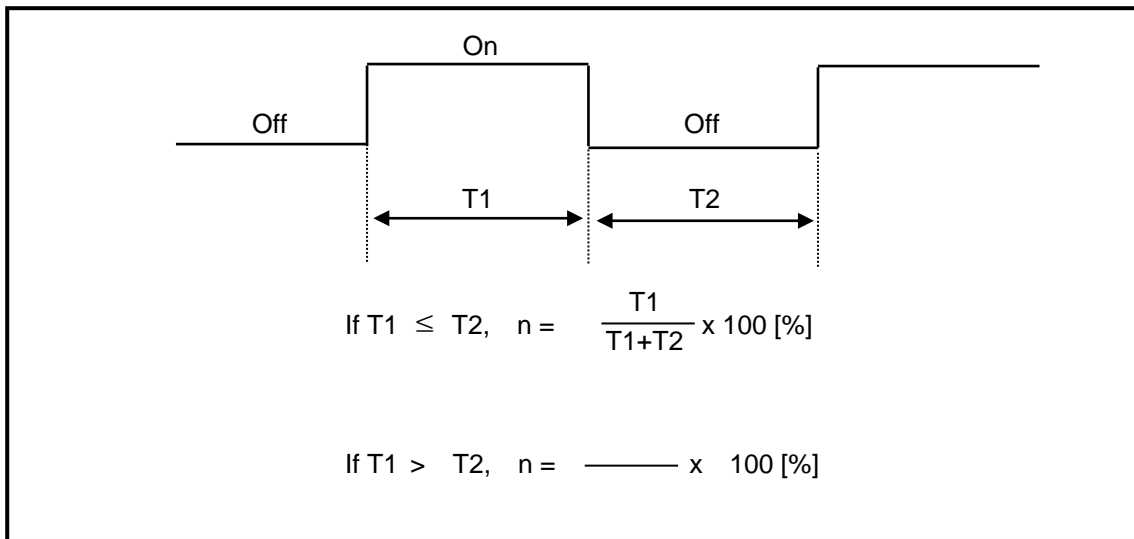 On
Off
Off
T1
T2
If T1 ≤ T2, n = T1 / T1+T2 x 100 [%]
If T1 > T2, n = ——— x 100 [%]